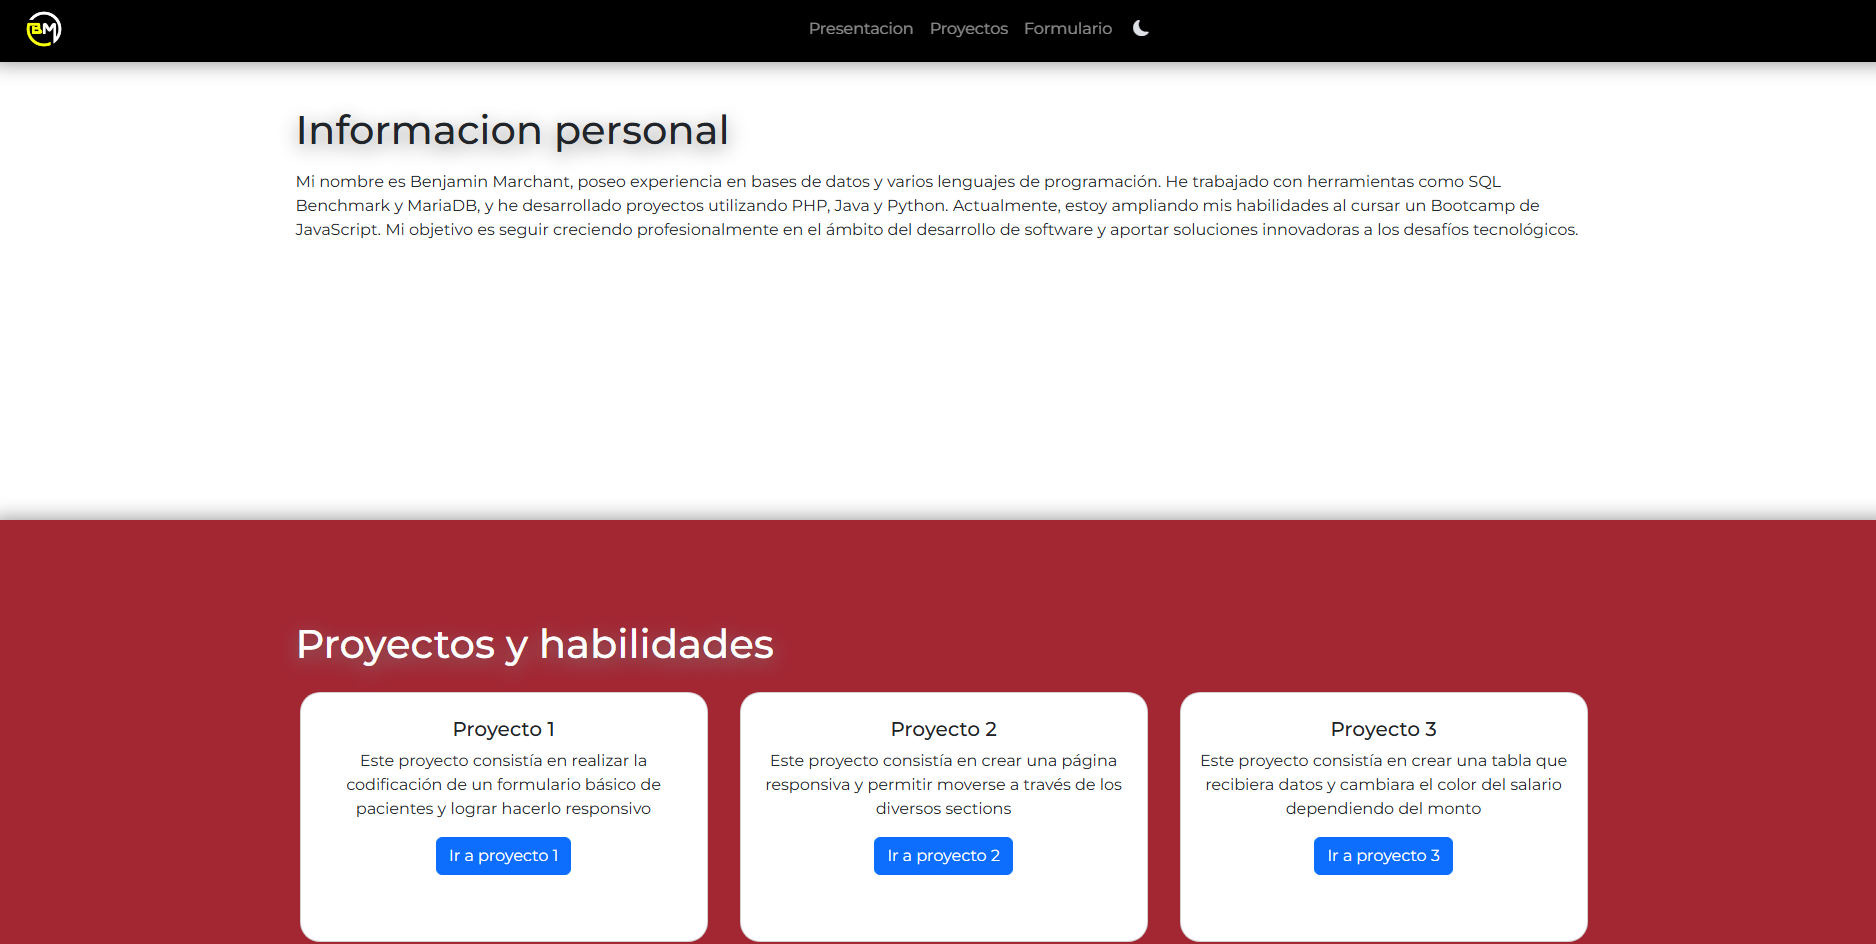 BM
Presentacion Proyectos Formulario
Informacion personal
Mi nombre es Benjamin Marchant, poseo experiencia en bases de datos y varios lenguajes de programación. He trabajado con herramientas como SQL
Benchmark y MariaDB, y he desarrollado proyectos utilizando PHP, Java y Python. Actualmente, estoy ampliando mis habilidades al cursar un Bootcamp de
JavaScript. Mi objetivo es seguir creciendo profesionalmente en el ámbito del desarrollo de software y aportar soluciones innovadoras a los desafíos tecnológicos.
Proyectos y habilidades
Proyecto 1
Este proyecto consistía en realizar la
codificación de un formulario básico de
pacientes y lograr hacerlo responsivo
Ir a proyecto 1
Proyecto 2
Este proyecto consistía en crear una página
responsiva y permitir moverse a través de los
diversos sections
Ir a proyecto 2
Proyecto 3
Este proyecto consistía en crear una tabla que
recibiera datos y cambiara el color del salario
dependiendo del monto
Ir a proyecto 3